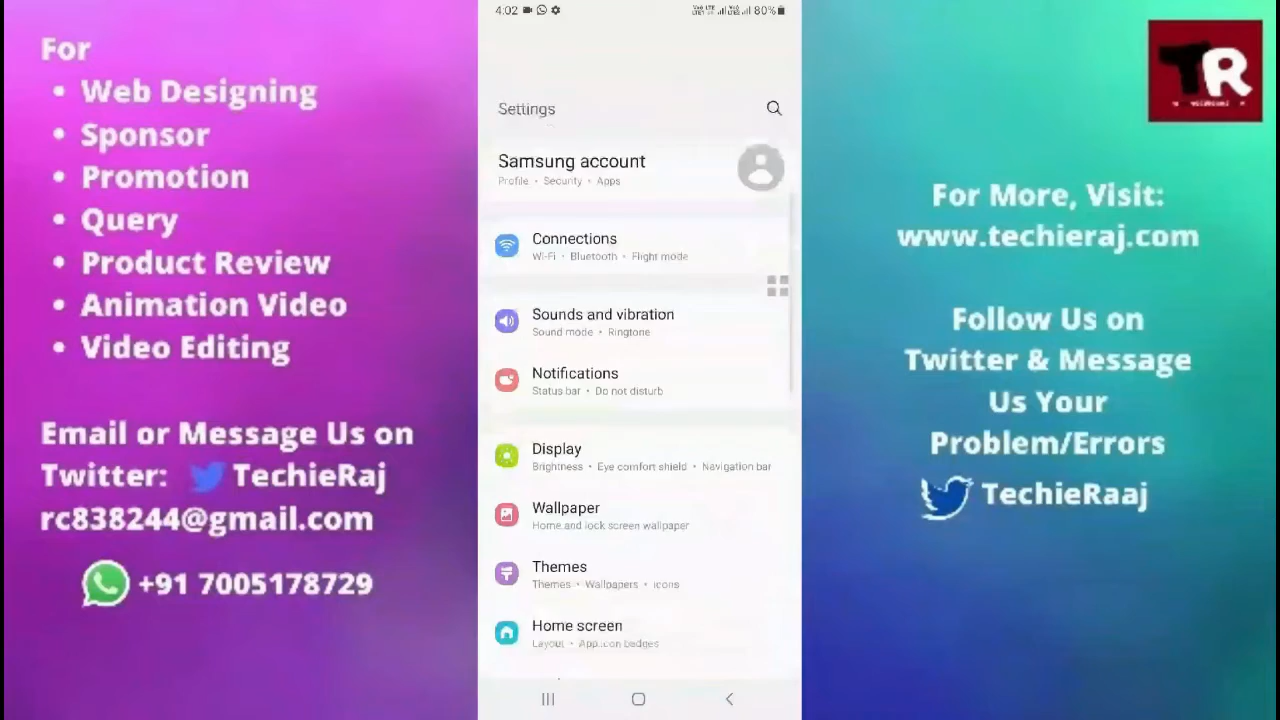 For
• Web Designing
• Sponsor
• Promotion
• Query
• Product Review
• Animation Video
• Video Editing
Email or Message Us on
Twitter: TechieRaj
rc838244@gmail.com
+91 7005178729
4:02
80%
Settings
Samsung account
Profile • Security • Apps
Connections
Wi-Fi • Bluetooth • Flight mode
Sounds and vibration
Sound mode • Ringtone
Notifications
Status bar • Do not disturb
Display
Brightness • Eye comfort shield • Navigation bar
Wallpaper
Home and lock screen wallpaper
Themes
Themes • Wallpapers • Icons
Home screen
Layout • App icon badges
TR
For More, Visit:
www.techieraj.com
Follow Us on
Twitter & Message
Us Your
Problem/Errors
TechieRaaj